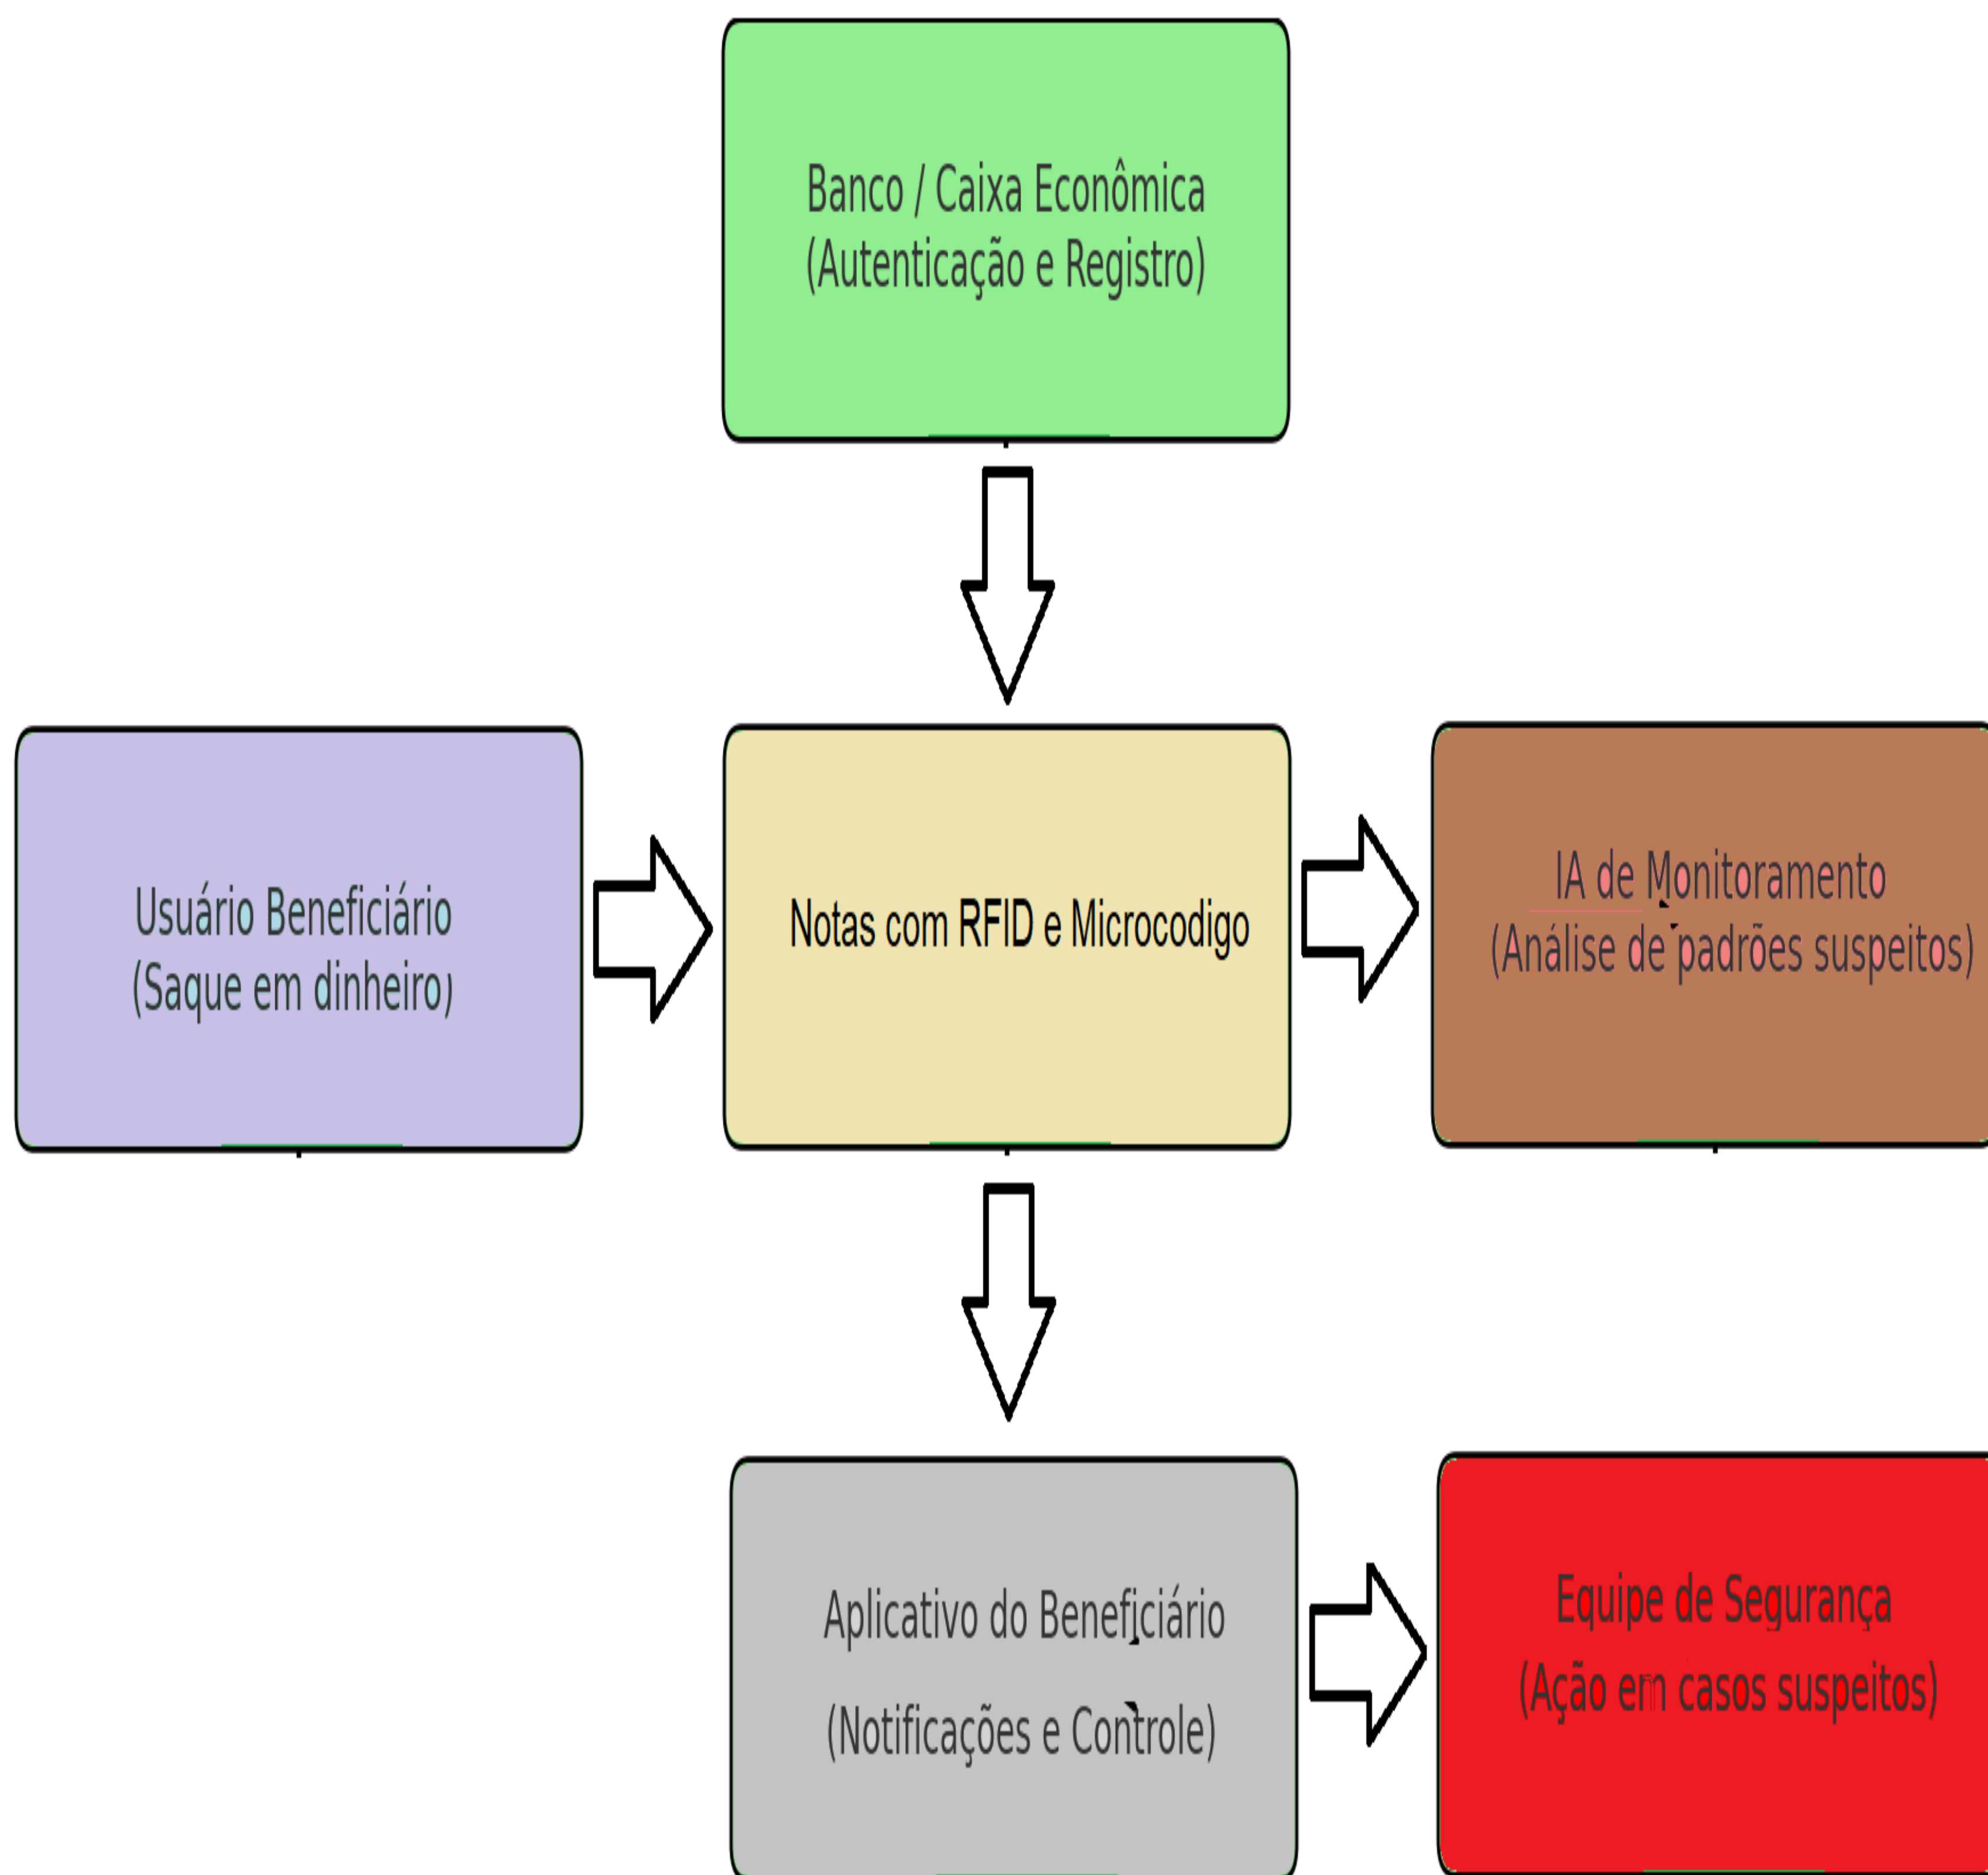 Banco / Caixa Econômica
(Autenticação e Registro)
Usuário Beneficiário
(Saque em dinheiro)
Notas com RFID e Microcodigo
IA de Monitoramento
(Análise de padrões suspeitos)
Aplicativo do Beneficiário
(Notificações e Controle)
Equipe de Segurança
(Ação em casos suspeitos)